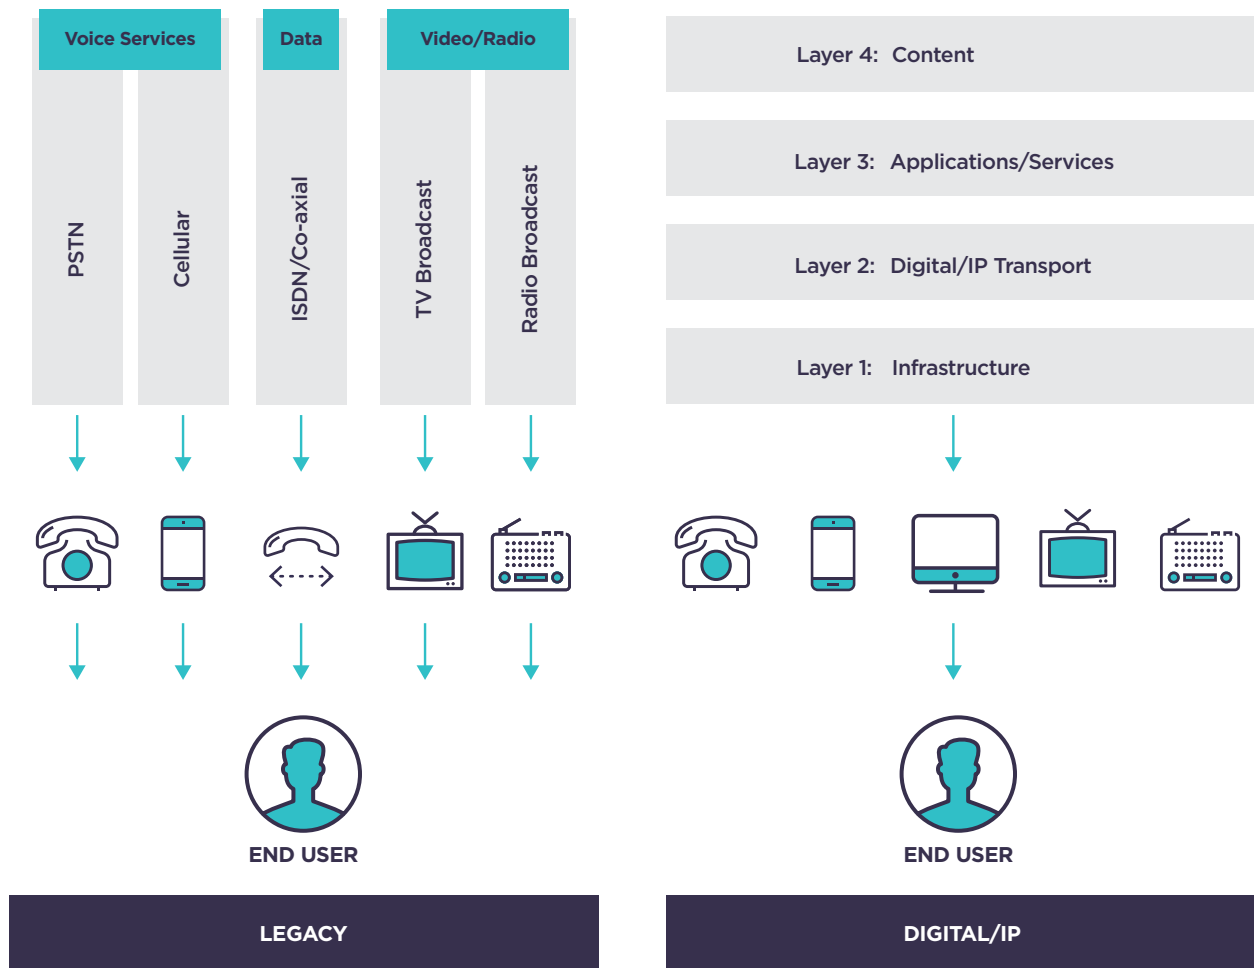 Voice Services
Data
Video/Radio
PSTN
Cellular
ISDN/Co-axial
TV Broadcast
Radio Broadcast
END USER
LEGACY
Layer 4: Content
Layer 3: Applications/Services
Layer 2: Digital/IP Transport
Layer 1: Infrastructure
END USER
DIGITAL/IP